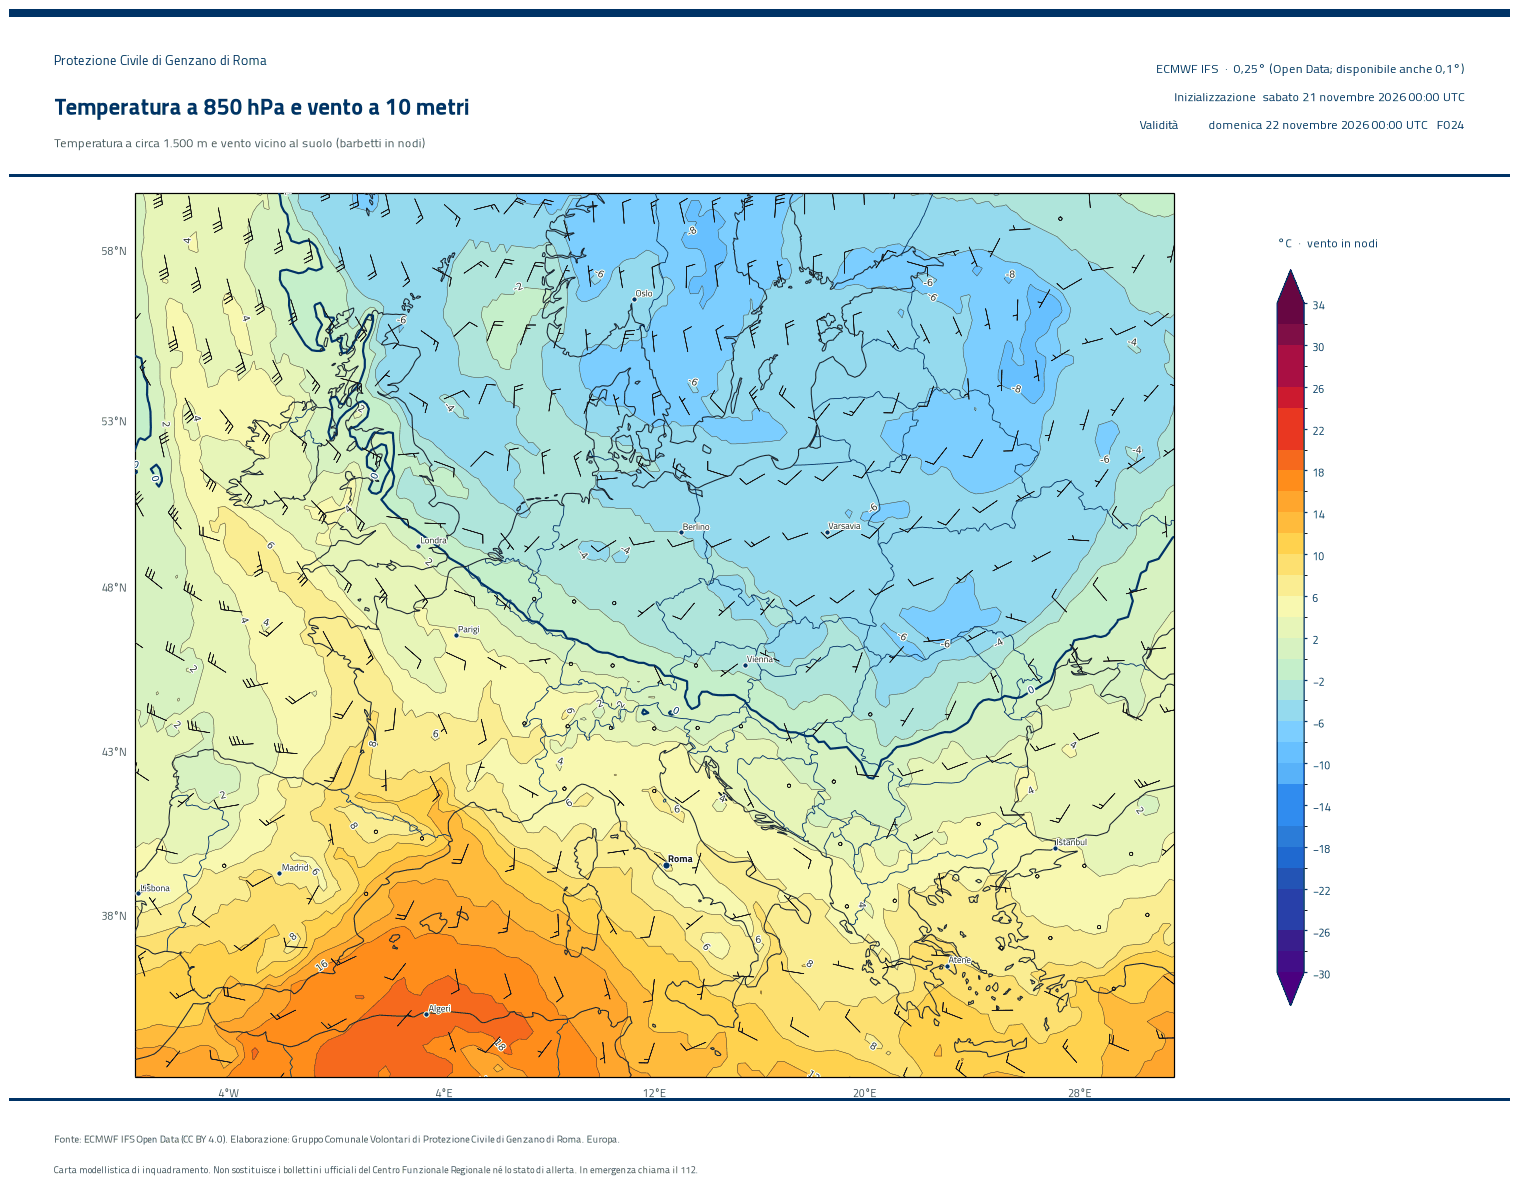 Protezione Civile di Genzano di Roma
Temperatura a 850 hPa e vento a 10 metri
Temperatura a circa 1.500 m e vento vicino al suolo (barbetti in nodi)
ECMWF IFS · 0,25° (Open Data; disponibile anche 0,1°)
Inizializzazione sabato 21 novembre 2026 00:00 UTC
Validità domenica 22 novembre 2026 00:00 UTC F024
°C · vento in nodi
34
30
26
22
18
14
10
6
2
−2
−6
−10
−14
−18
−22
−26
−30
58°N
53°N
48°N
43°N
38°N
4°W
4°E
12°E
20°E
28°E
Oslo
Londra
Berlino
Varsavia
Parigi
Vienna
Madrid
Lisbona
Roma
Istanbul
Atene
Algeri
Fonte: ECMWF IFS Open Data (CC BY 4.0). Elaborazione: Gruppo Comunale Volontari di Protezione Civile di Genzano di Roma. Europa.
Carta modellistica di inquadramento. Non sostituisce i bollettini ufficiali del Centro Funzionale Regionale né lo stato di allerta. In emergenza chiama il 112.